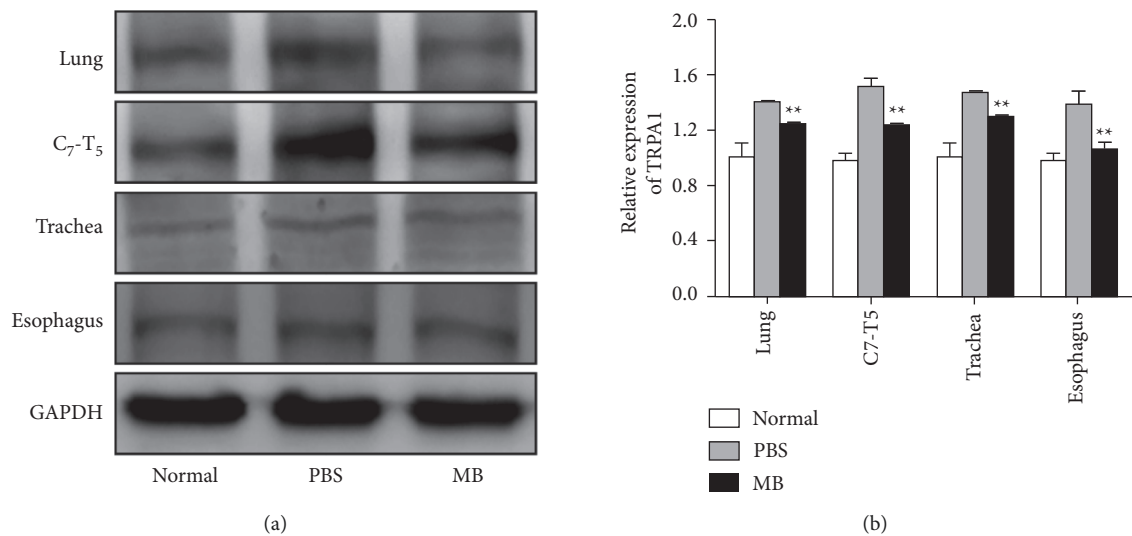 Lung
C7-T5
Trachea
Esophagus
GAPDH
Normal PBS MB
(a)
Relative expression
of TRPA1
2.0
1.6
1.2
0.8
0.4
0.0
**
**
**
**
Lung
C7-T5
Trachea
Esophagus
Normal
PBS
MB
(b)